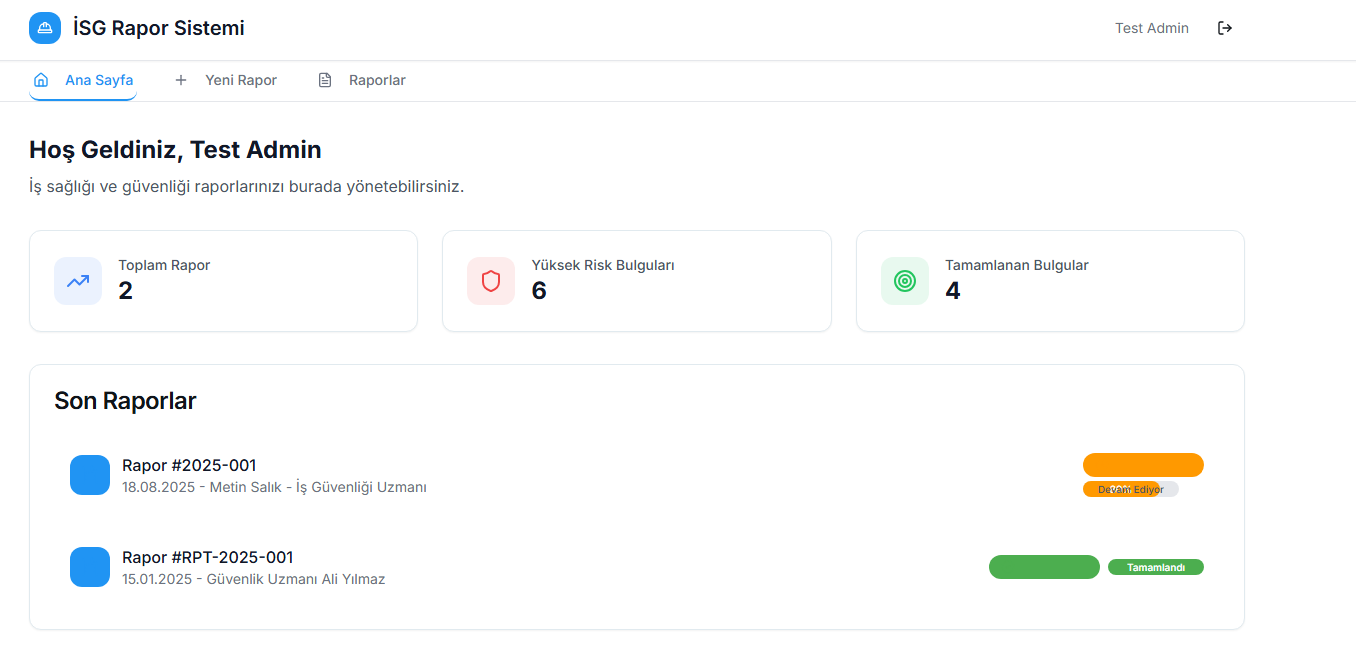 İSG Rapor Sistemi
Test Admin
Ana Sayfa
Yeni Rapor
Raporlar
Hoş Geldiniz, Test Admin
İş sağlığı ve güvenliği raporlarınızı burada yönetebilirsiniz.
Toplam Rapor
2
Yüksek Risk Bulguları
6
Tamamlanan Bulgular
4
Son Raporlar
Rapor #2025-001
18.08.2025 - Metin Salık - İş Güvenliği Uzmanı
Devam Ediyor
Rapor #RPT-2025-001
15.01.2025 - Güvenlik Uzmanı Ali Yılmaz
Tamamlandı